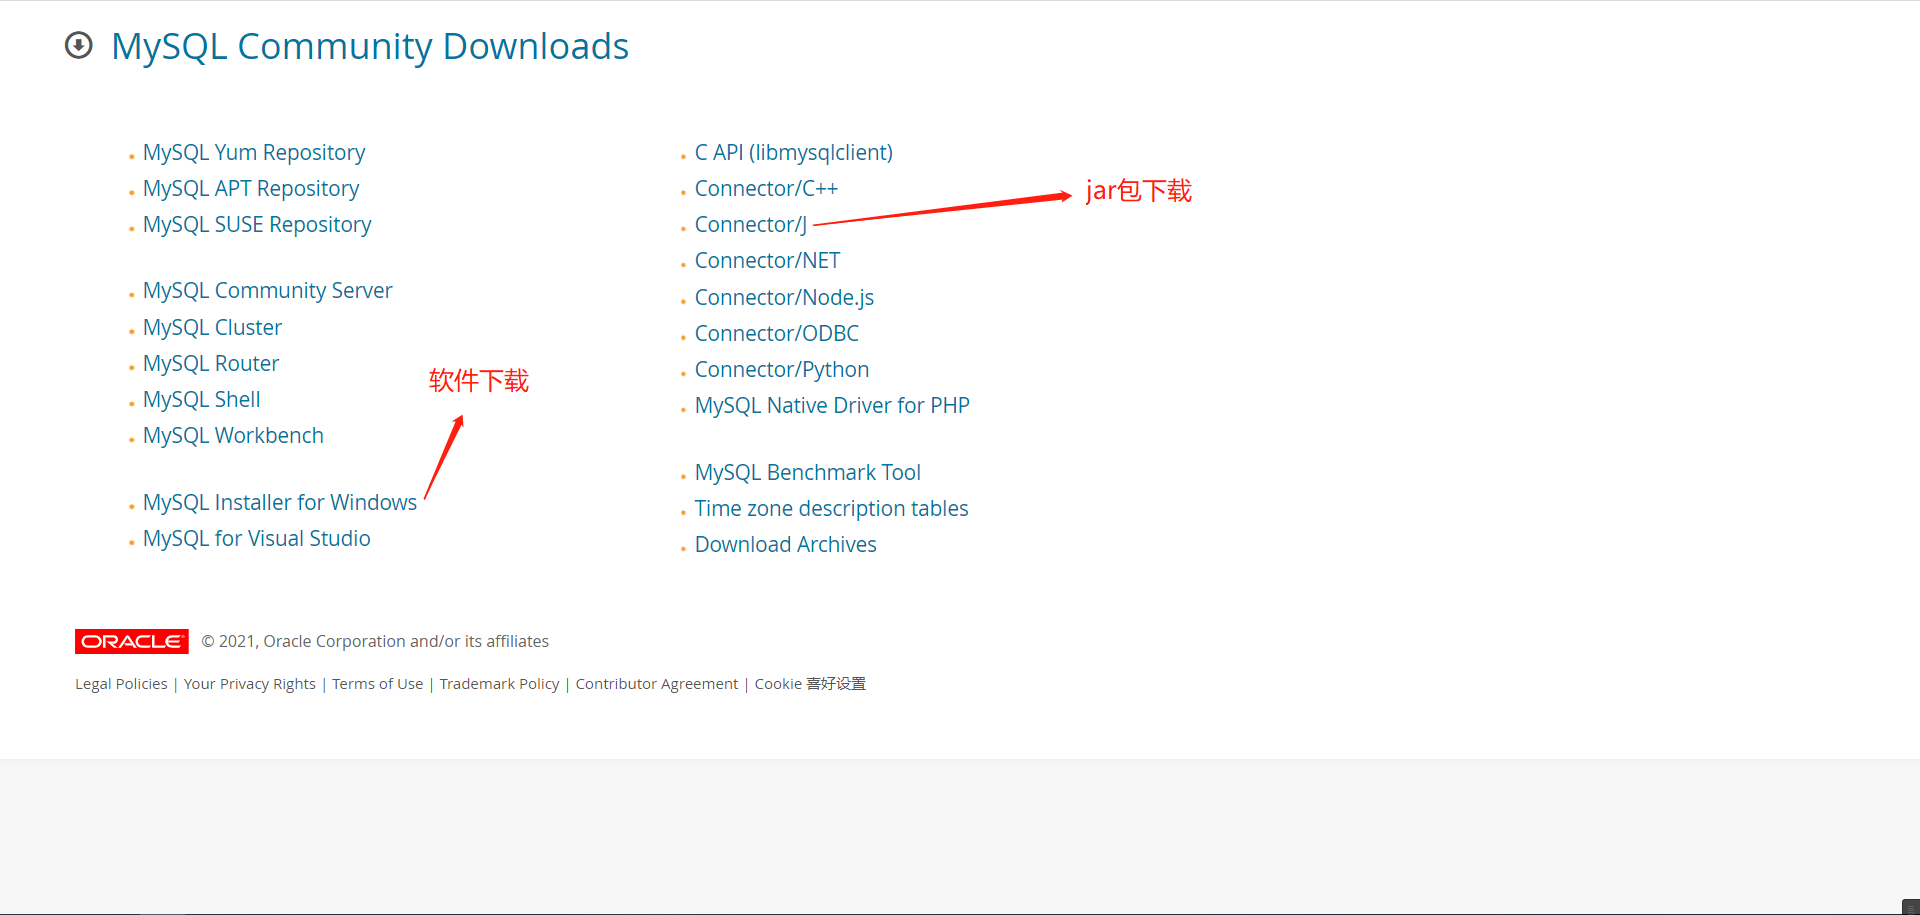 MySQL Community Downloads
MySQL Yum Repository
MySQL APT Repository
MySQL SUSE Repository
MySQL Community Server
MySQL Cluster
MySQL Router
MySQL Shell
MySQL Workbench
软件下载
MySQL Installer for Windows
MySQL for Visual Studio
C API (libmysqlclient)
Connector/C++
Connector/J
jar包下载
Connector/NET
Connector/Node.js
Connector/ODBC
Connector/Python
MySQL Native Driver for PHP
MySQL Benchmark Tool
Time zone description tables
Download Archives
ORACLE © 2021, Oracle Corporation and/or its affiliates
Legal Policies | Your Privacy Rights | Terms of Use | Trademark Policy | Contributor Agreement | Cookie 喜好设置